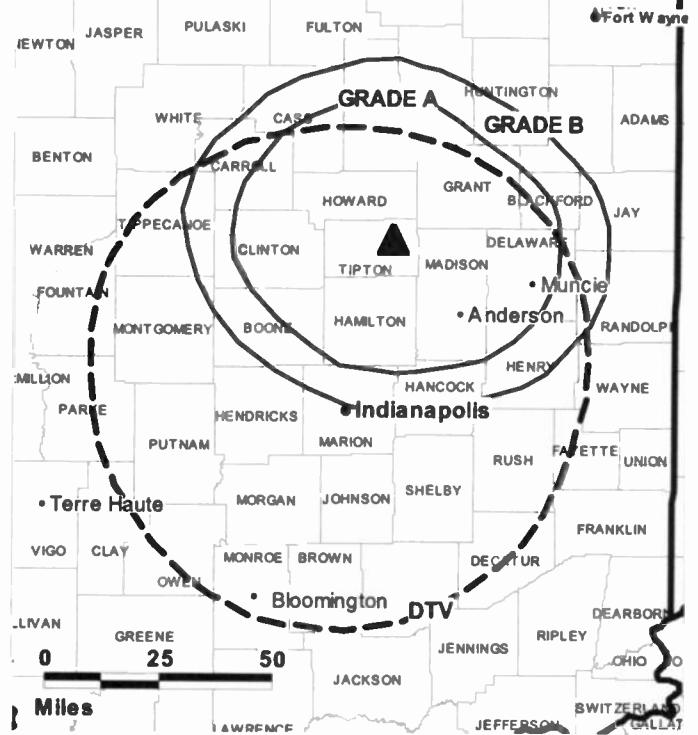 Fort Wayne
JASPER
PULASKI
FULTON
IEWTON
HUNTINGTON
GRADE A
WHITE
CASS
GRADE B
ADAMS
BENTON
CARROLL
GRANT
HOWARD
BLACKFORD
JAY
TIPPECANOE
DELAWARE
WARREN
CLINTON
MADISON
TIPTON
Muncie
FOUNTAIN
Anderson
HAMILTON
MONTGOMERY
BOONE
RANDOLP
HENRY
MILLION
HANCOCK
WAYNE
PARKE
Indianapolis
HENDRICKS
MARION
PUTNAM
FAYETTE
RUSH
UNION
SHELBY
Terre Haute
MORGAN
JOHNSON
FRANKLIN
VIGO
CLAY
MONROE
BROWN
DECATUR
OWEN
Bloomington
DTV
DEARBORN
LLIVAN
GREENE
RIPLEY
JENNINGS
0 25 50
OHIO
JACKSON
Miles
SWITZERLAND
LAWRENCE
JEFFERSON
GALLAT